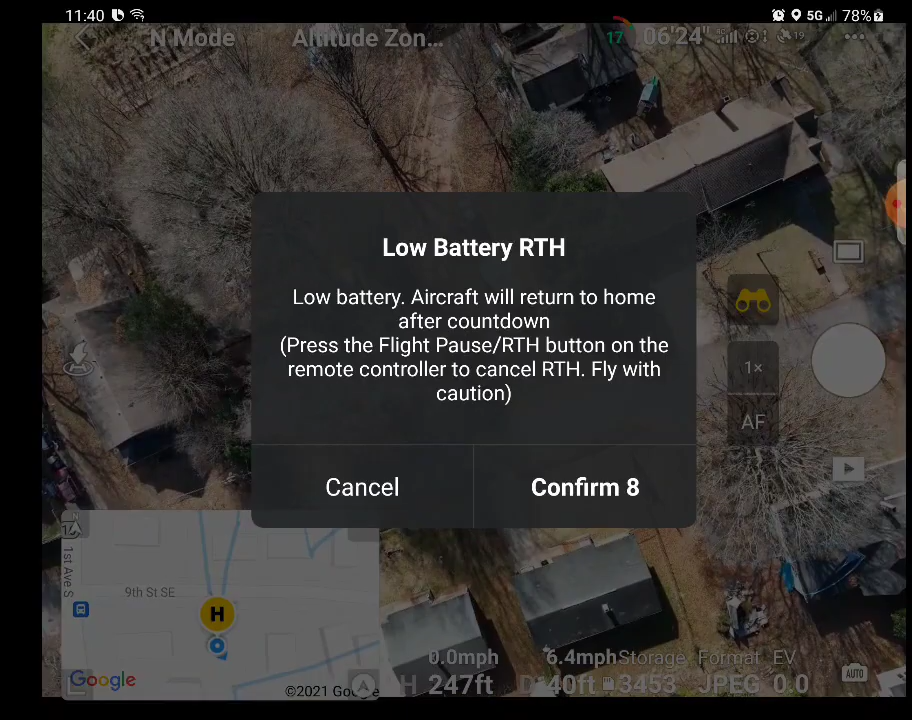 11:40 5G 78%
N Mode Altitude Zon... 17 06'24" 19
Low Battery RTH
Low battery. Aircraft will return to home
after countdown
(Press the Flight Pause/RTH button on the
remote controller to cancel RTH. Fly with
caution)
1×
AF
Cancel Confirm 8
1st Ave S
9th St SE
H
Google
©2021 Google
0.0mph 6.4mph Storage Format EV
H 247ft D 40ft 3453 JPEG 0.0
AUTO